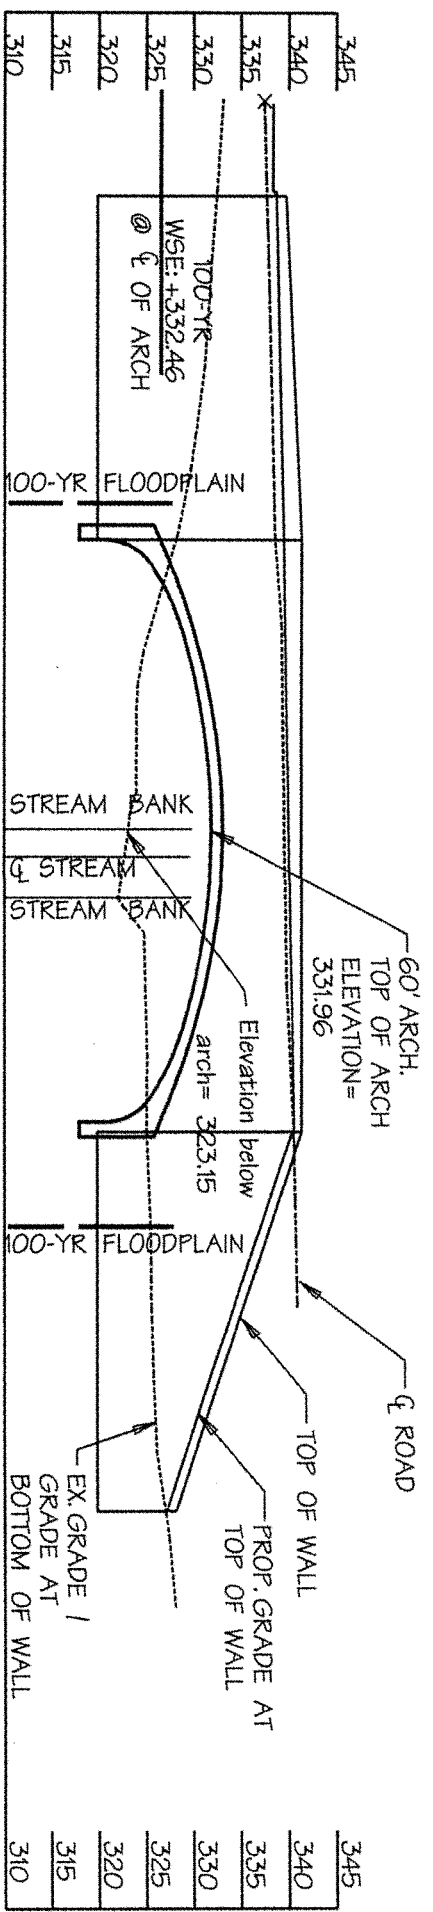 345
340
335
330
325
320
315
310
100-YR
WSE: +332.46
@ ℄ OF ARCH
100-YR FLOODPLAIN
STREAM BANK
℄ STREAM
STREAM BANK
60' ARCH.
TOP OF ARCH
ELEVATION=
331.96
Elevation below
arch= 323.15
100-YR FLOODPLAIN
℄ ROAD
TOP OF WALL
PROP. GRADE AT
TOP OF WALL
EX. GRADE /
GRADE AT
BOTTOM OF WALL
345
340
335
330
325
320
315
310